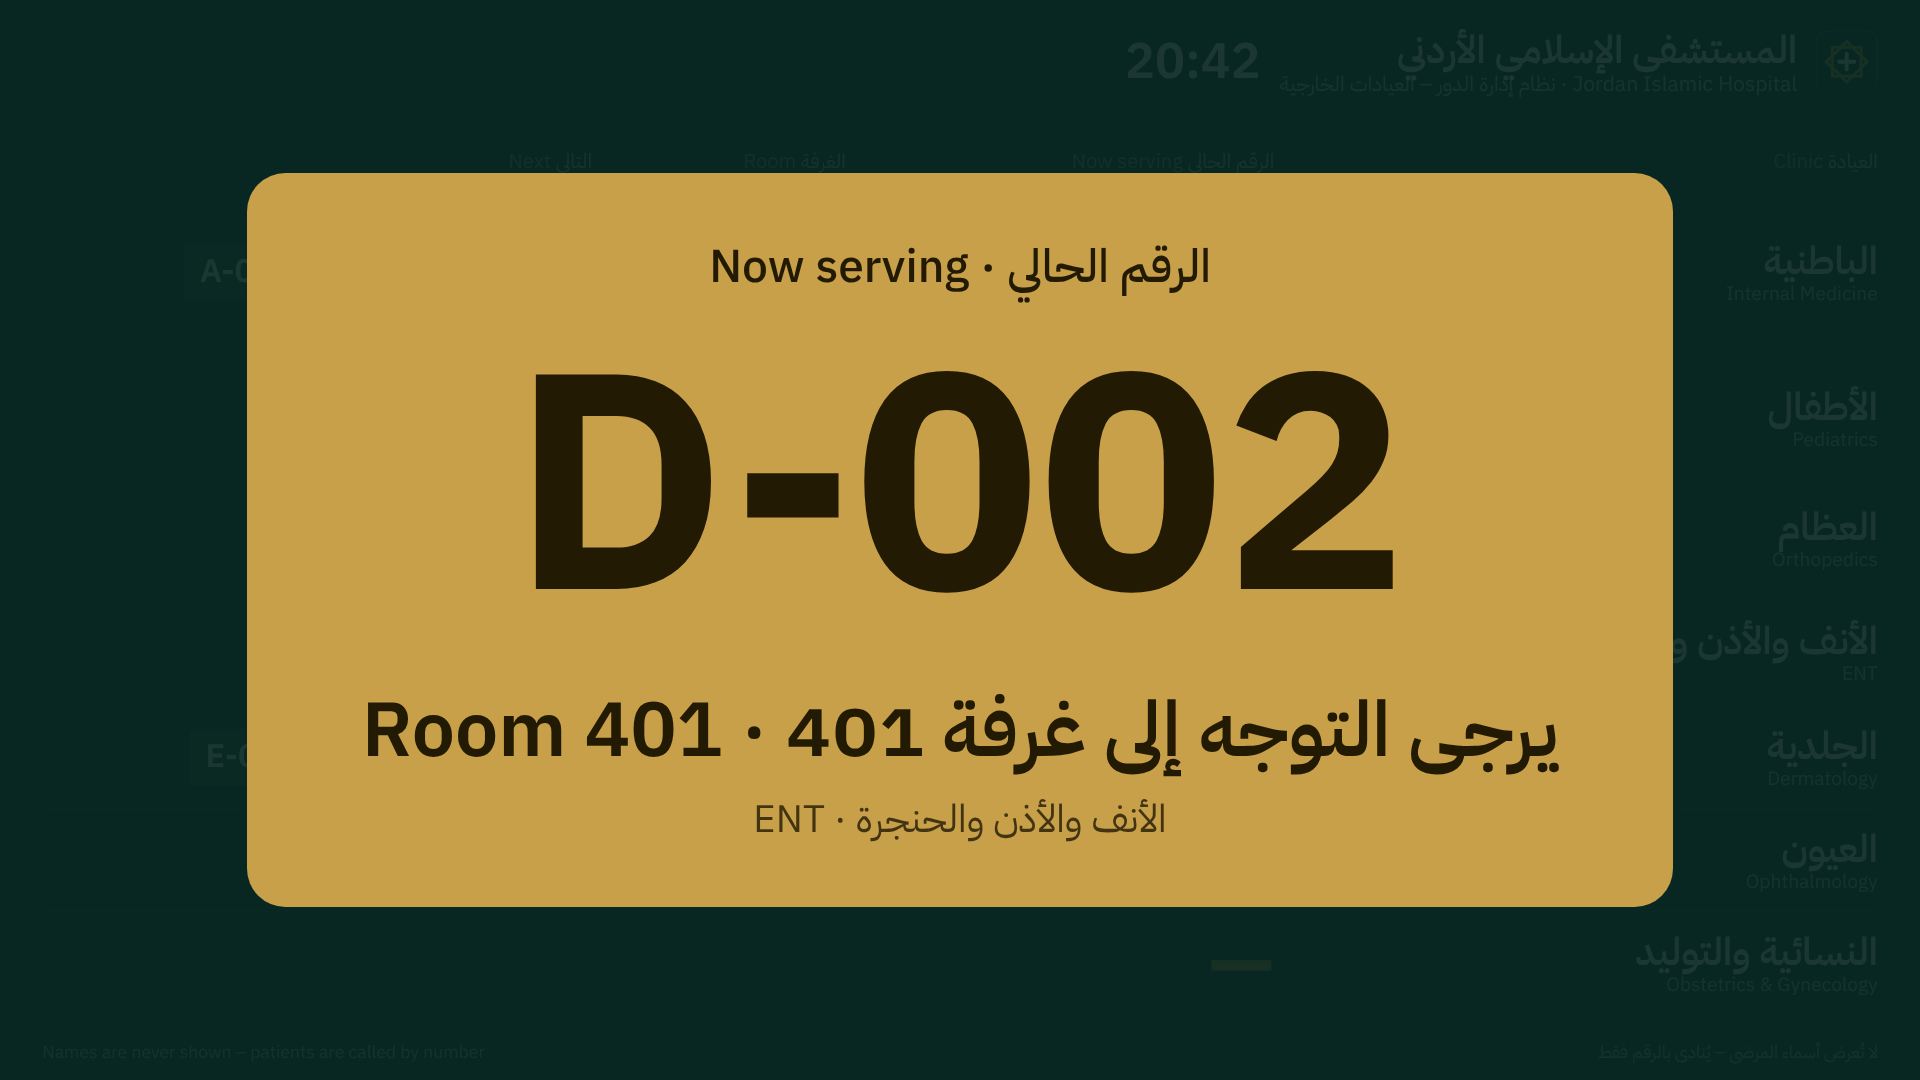 المستشفى الإسلامي الأردني
Jordan Islamic Hospital · نظام إدارة الدور – العيادات الخارجية
20:42
العيادة Clinic
الرقم الحالي Now serving
الغرفة Room
التالي Next
الرقم الحالي · Now serving
D-002
يرجى التوجه إلى غرفة 401 · Room 401
الأنف والأذن والحنجرة · ENT
الباطنية
Internal Medicine
الأطفال
Pediatrics
العظام
Orthopedics
الأنف والأذن
ENT
الجلدية
Dermatology
العيون
Ophthalmology
النسائية والتوليد
Obstetrics & Gynecology
لا تُعرض أسماء المرضى – يُنادى بالرقم فقط
Names are never shown – patients are called by number